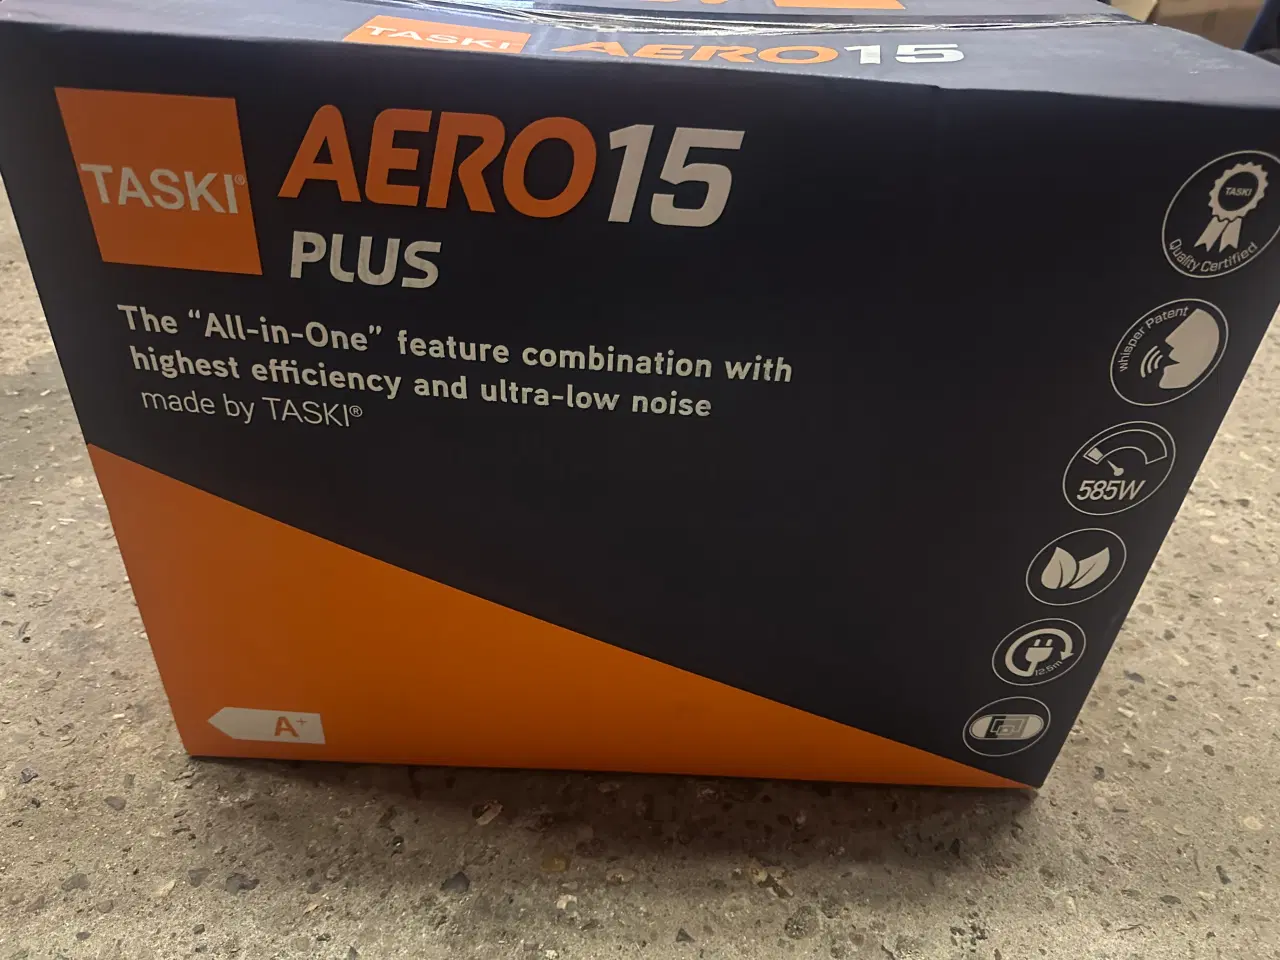 TASKI AERO15
TASKI®
AERO15
PLUS
The “All-in-One” feature combination with
highest efficiency and ultra-low noise
made by TASKI®
TASKI
Quality Certified
whisper Patent
585W
12.5m
A+